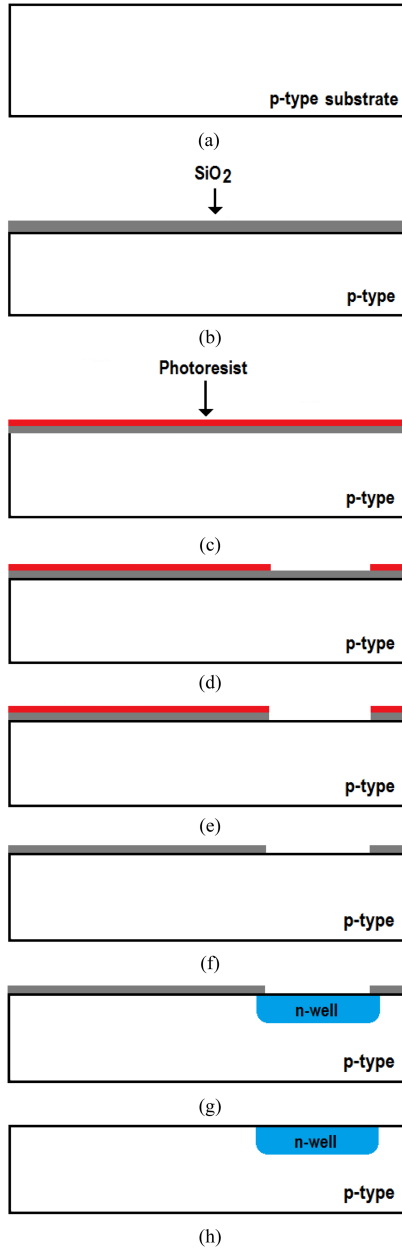 p-type substrate
(a)
SiO2
p-type
(b)
Photoresist
p-type
(c)
p-type
(d)
p-type
(e)
p-type
(f)
n-well
p-type
(g)
n-well
p-type
(h)